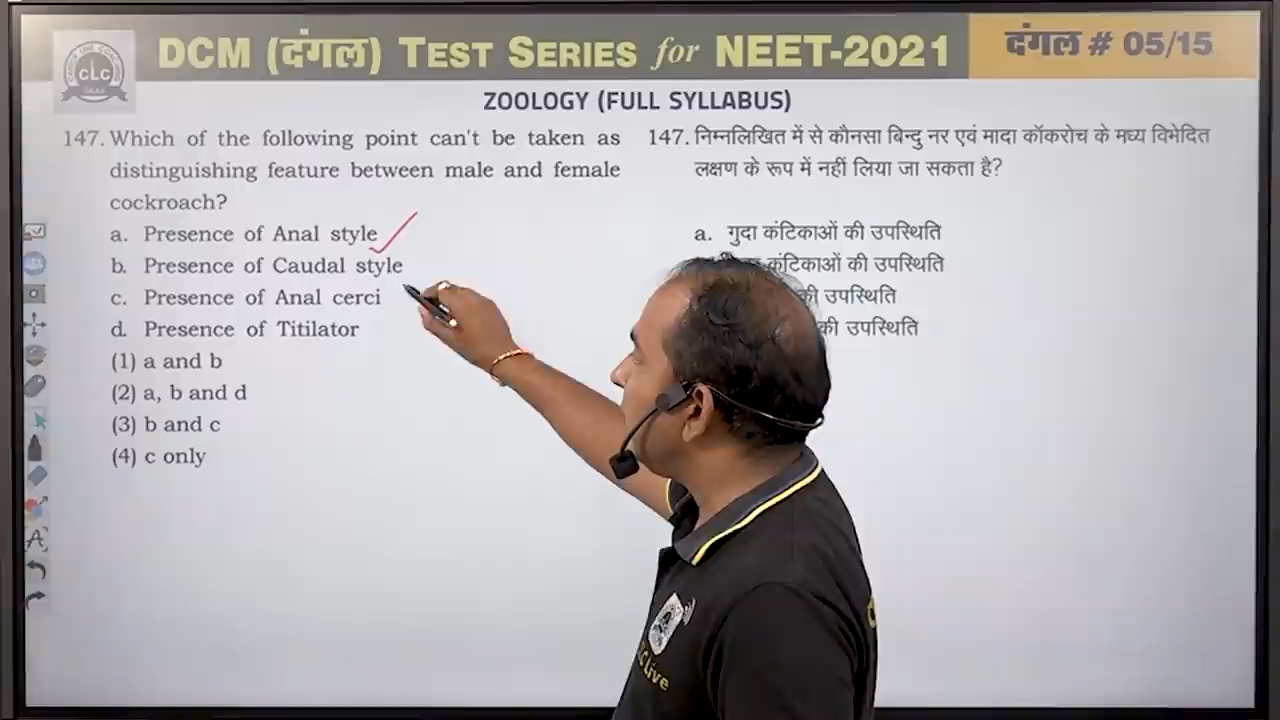 DCM (दंगल) TEST SERIES for NEET-2021
दंगल # 05/15
CLC
ZOOLOGY (FULL SYLLABUS)
147. Which of the following point can't be taken as
distinguishing feature between male and female
cockroach?
a. Presence of Anal style
b. Presence of Caudal style
c. Presence of Anal cerci
d. Presence of Titilator
(1) a and b
(2) a, b and d
(3) b and c
(4) c only
147. निम्नलिखित में से कौनसा बिन्दु नर एवं मादा कॉकरोच के मध्य विभेदित
लक्षण के रूप में नहीं लिया जा सकता है?
a. गुदा कंटिकाओं की उपस्थिति
कंटिकाओं की उपस्थिति
की उपस्थिति
की उपस्थिति
Live